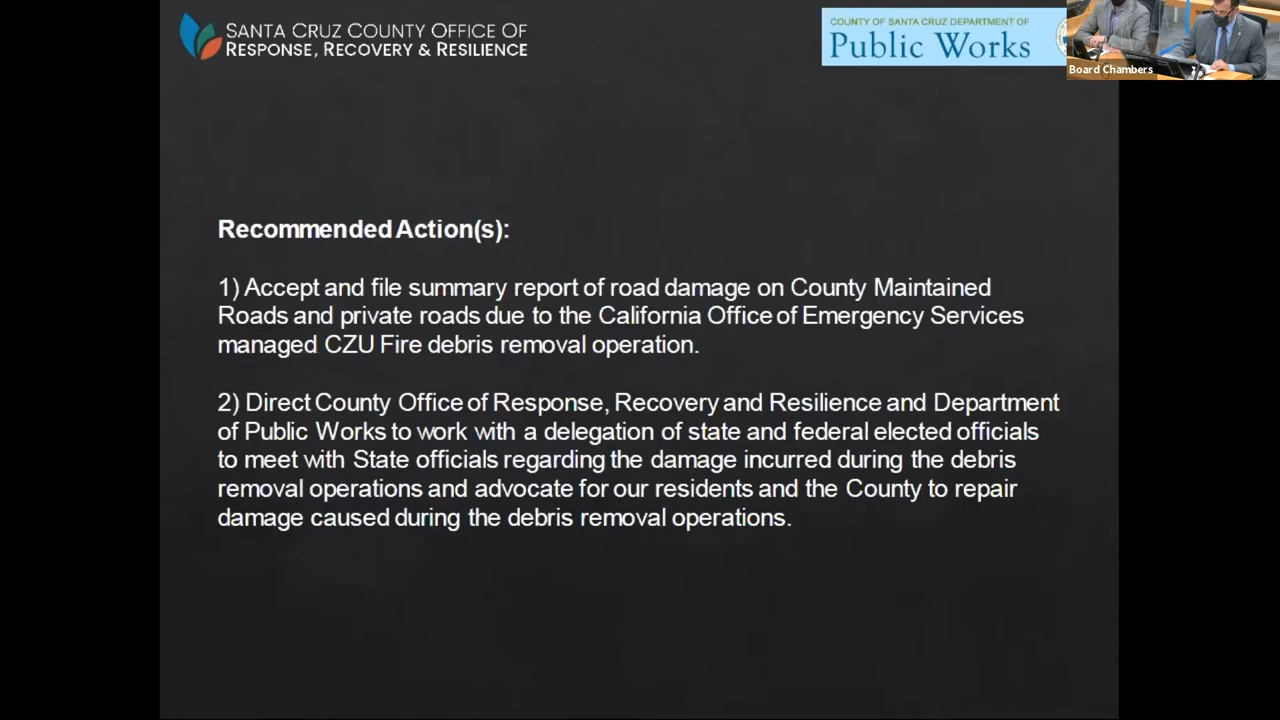 SANTA CRUZ COUNTY OFFICE OF
RESPONSE, RECOVERY & RESILIENCE
COUNTY OF SANTA CRUZ DEPARTMENT OF
Public Works
Board Chambers
Recommended Action(s):
1) Accept and file summary report of road damage on County Maintained
Roads and private roads due to the California Office of Emergency Services
managed CZU Fire debris removal operation.
2) Direct County Office of Response, Recovery and Resilience and Department
of Public Works to work with a delegation of state and federal elected officials
to meet with State officials regarding the damage incurred during the debris
removal operations and advocate for our residents and the County to repair
damage caused during the debris removal operations.